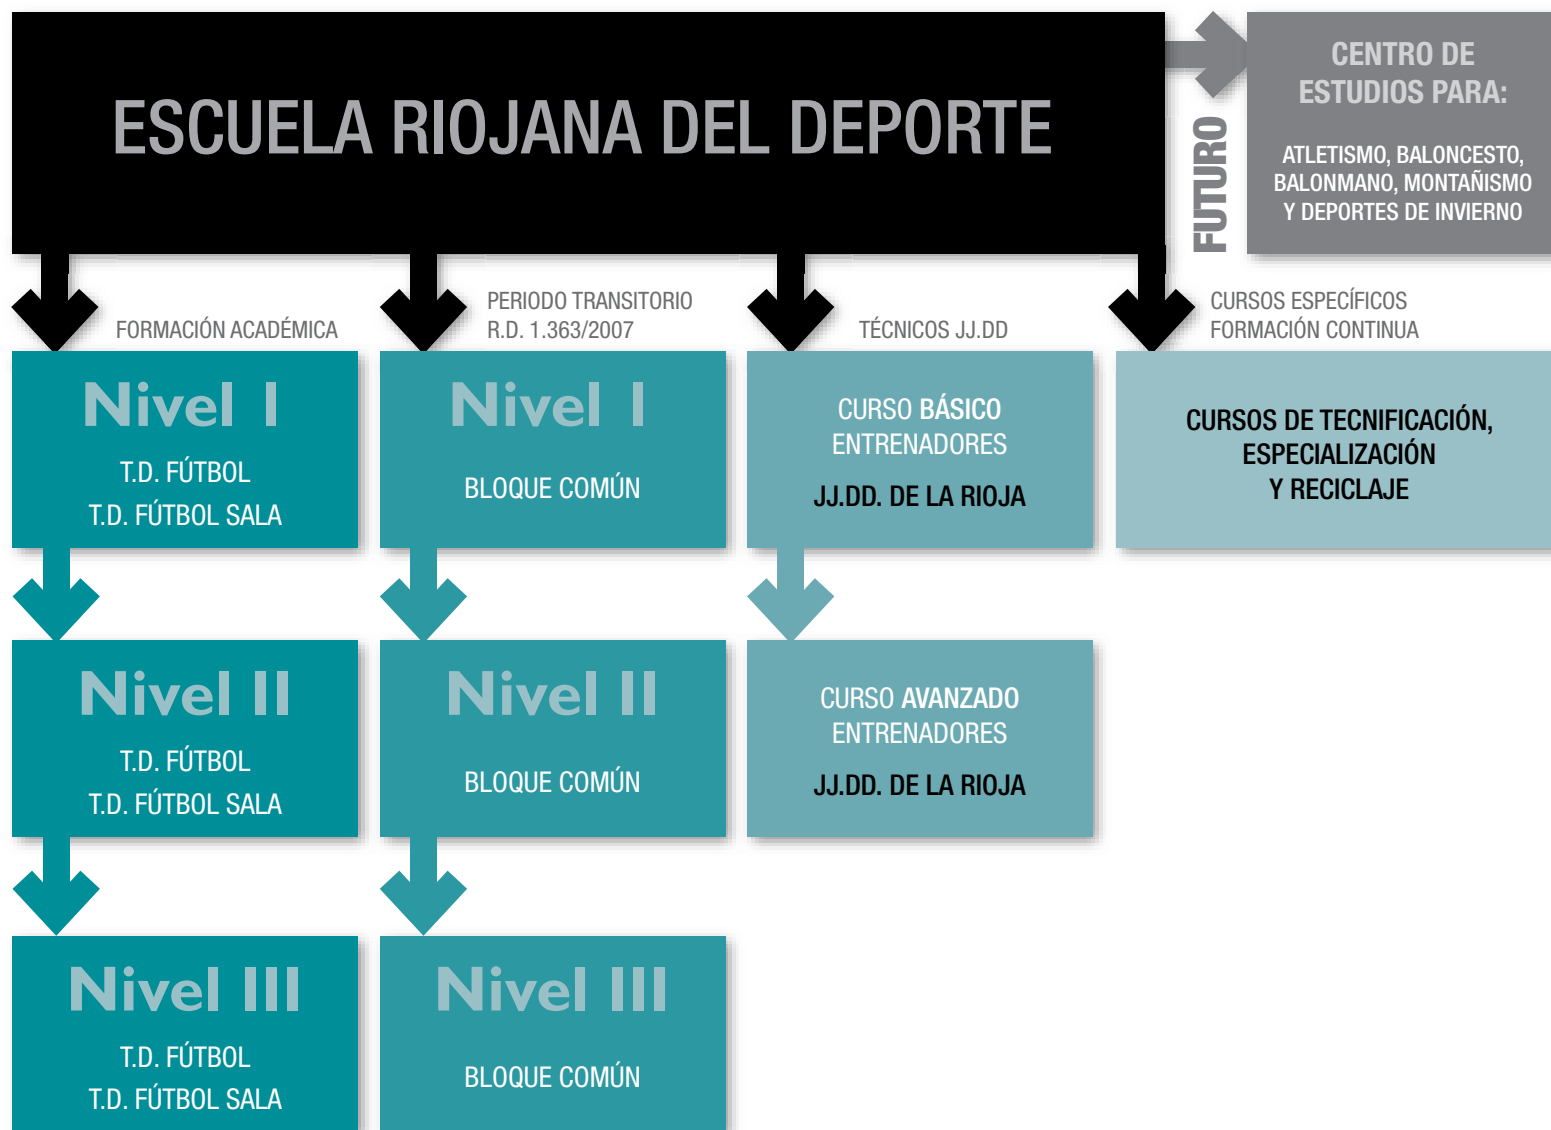 ESCUELA RIOJANA DEL DEPORTE
FUTURO
CENTRO DE
ESTUDIOS PARA:
ATLETISMO, BALONCESTO,
BALONMANO, MONTAÑISMO
Y DEPORTES DE INVIERNO
FORMACIÓN ACADÉMICA
Nivel I
T.D. FÚTBOL
T.D. FÚTBOL SALA
Nivel II
T.D. FÚTBOL
T.D. FÚTBOL SALA
Nivel III
T.D. FÚTBOL
T.D. FÚTBOL SALA
PERIODO TRANSITORIO
R.D. 1.363/2007
Nivel I
BLOQUE COMÚN
Nivel II
BLOQUE COMÚN
Nivel III
BLOQUE COMÚN
TÉCNICOS JJ.DD
CURSO BÁSICO
ENTRENADORES
JJ.DD. DE LA RIOJA
CURSO AVANZADO
ENTRENADORES
JJ.DD. DE LA RIOJA
CURSOS ESPECÍFICOS
FORMACIÓN CONTINUA
CURSOS DE TECNIFICACIÓN,
ESPECIALIZACIÓN
Y RECICLAJE